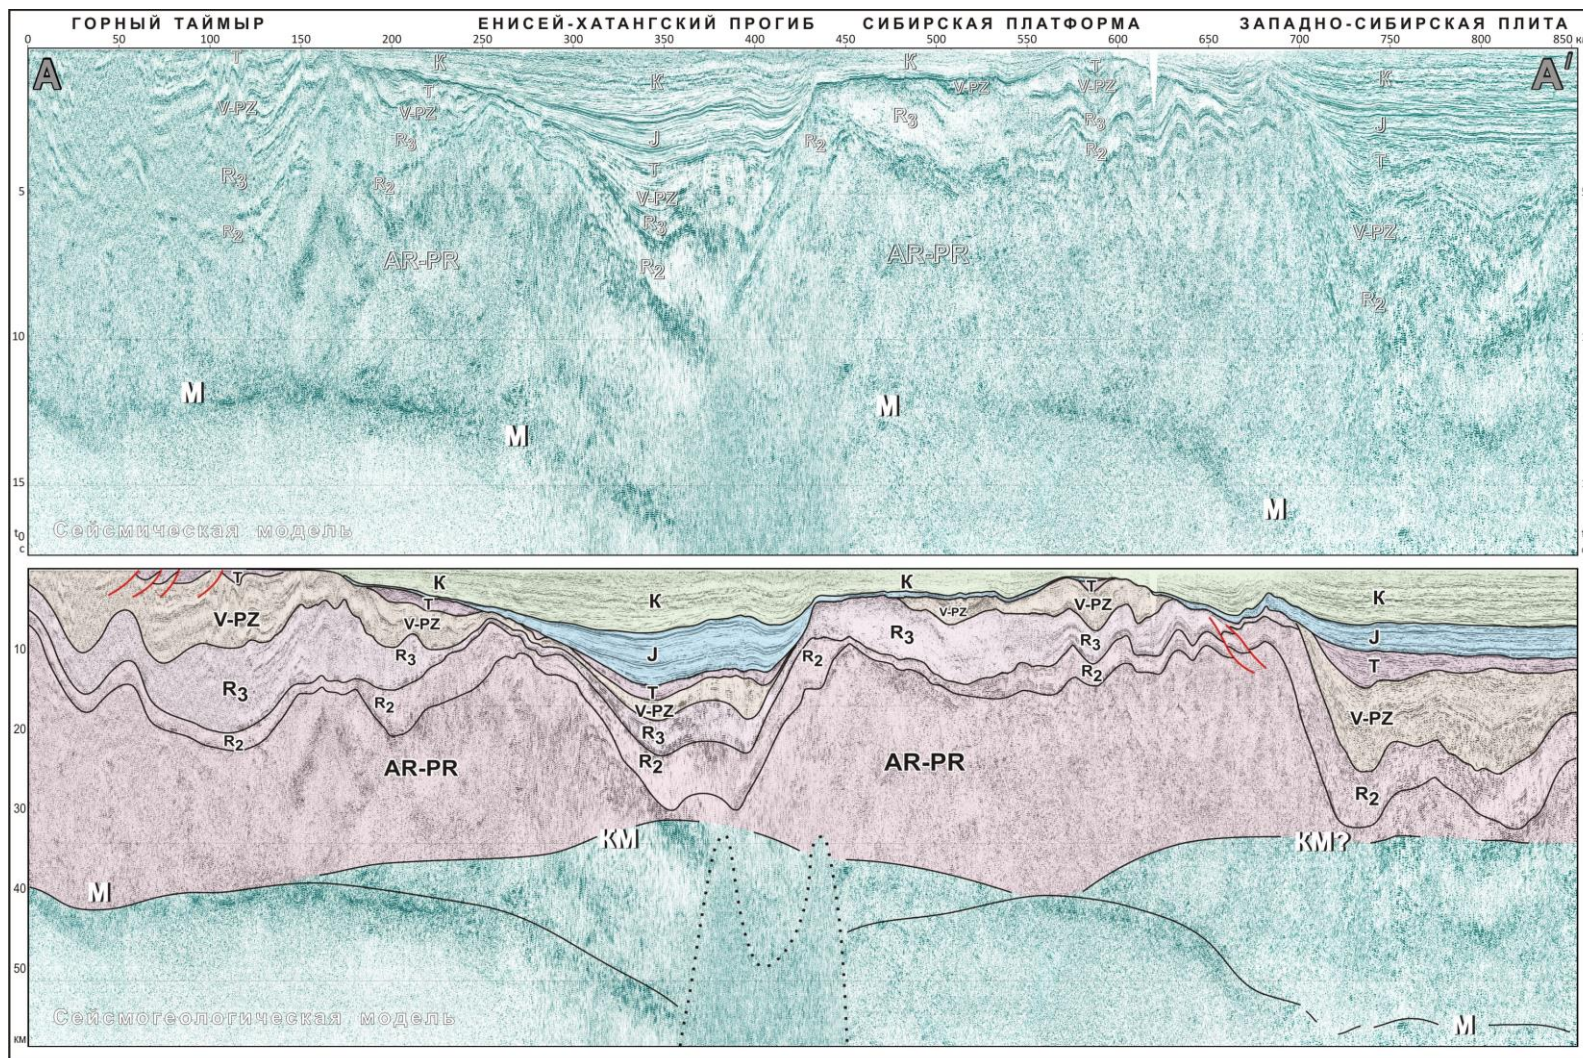 ГОРНЫЙ ТАЙМЫР ЕНИСЕЙ-ХАТАНГСКИЙ ПРОГИБ СИБИРСКАЯ ПЛАТФОРМА ЗАПАДНО-СИБИРСКАЯ ПЛИТА
0 50 100 150 200 250 300 350 400 450 500 550 600 650 700 750 800 850
A A/
T K K K T K
V-PZ T V-PZ V-PZ
V-PZ R3 R3
R3 J R2 R2 J
R3 R2 T T
5 V-PZ
R2 R3 V-PZ
AR-PR R2 AR-PR R2
10
M M M
15 M
t0
c
Сейсмическая модель
T K K K T K
V-PZ T V-PZ V-PZ
R3 J R3 R3 J
10 R2 R2 T
R3 R2 T V-PZ
20 R2 R3
AR-PR R2 AR-PR R2
30
КМ КМ?
40 M
50
Сейсмогеологическая модель M
км